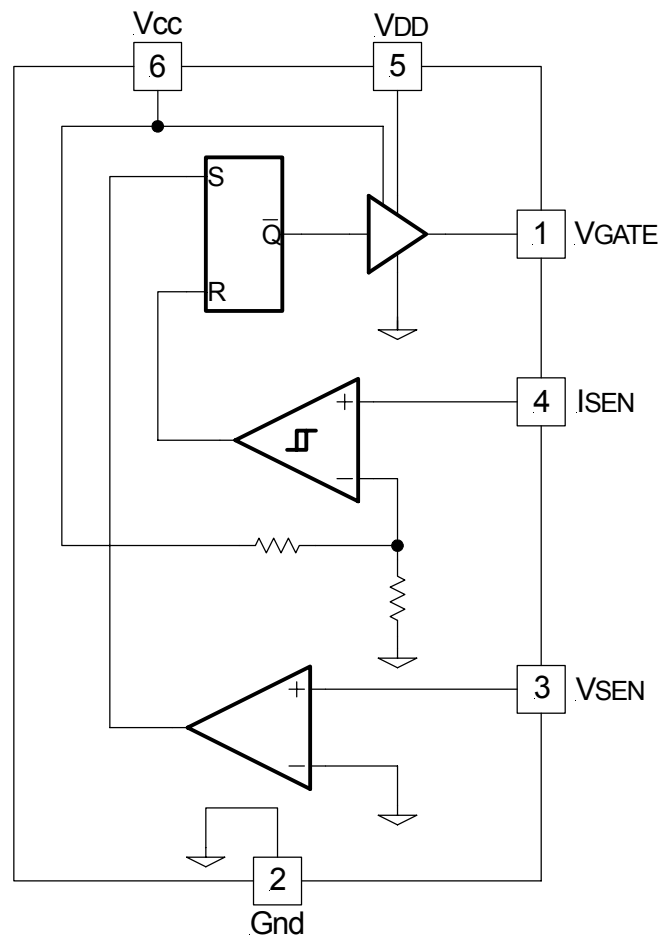 Vcc
VDD
6
5
S
Q̅
R
1 VGATE
+
4 ISEN
−
+
3 VSEN
−
2
Gnd